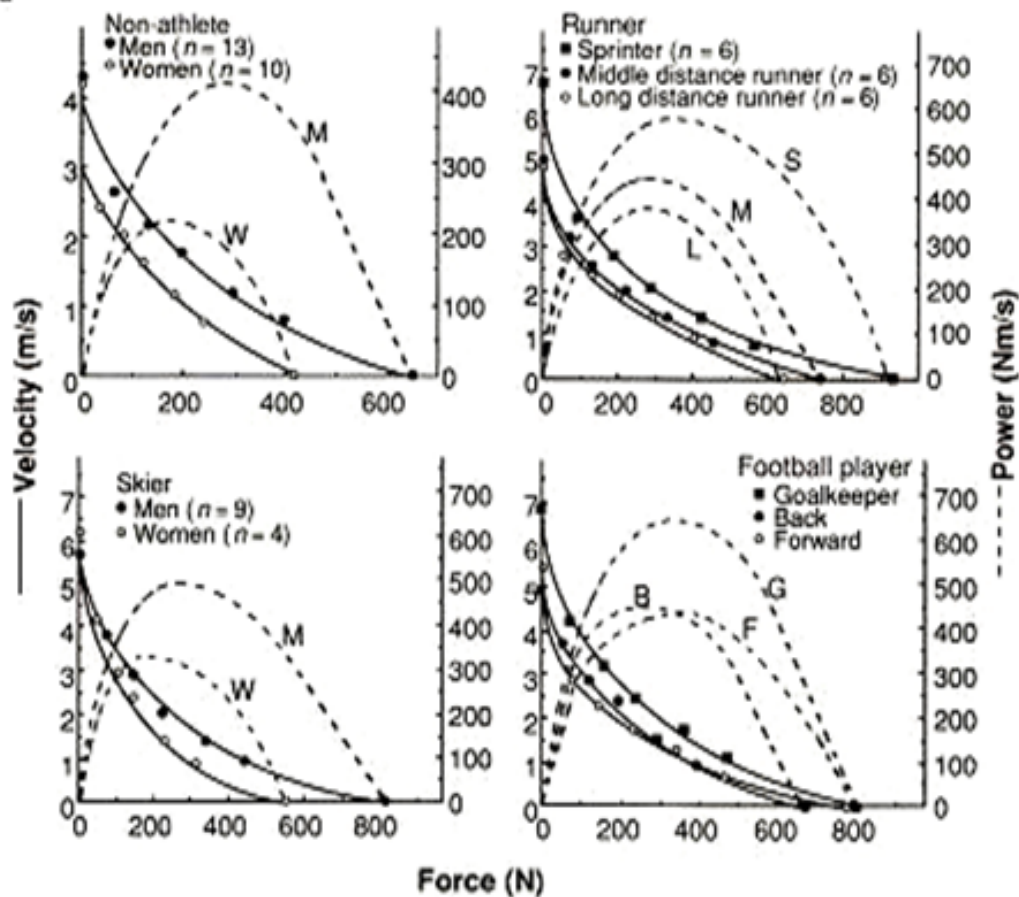 Non-athlete
Men (n = 13)
Women (n = 10)
M
W
4
3
2
1
0
400
300
200
100
0
0 200 400 600
Runner
Sprinter (n = 6)
Middle distance runner (n = 6)
Long distance runner (n = 6)
S
M
L
7
6
5
4
3
2
1
0
700
600
500
400
300
200
100
0
0 200 400 600 800
Velocity (m/s)
Power (Nm/s)
Skier
Men (n = 9)
Women (n = 4)
M
W
7
6
5
4
3
2
1
0
700
600
500
400
300
200
100
0
0 200 400 600 800
Football player
Goalkeeper
Back
Forward
B
G
F
7
6
5
4
3
2
1
0
700
600
500
400
300
200
100
0
0 200 400 600 800
Force (N)